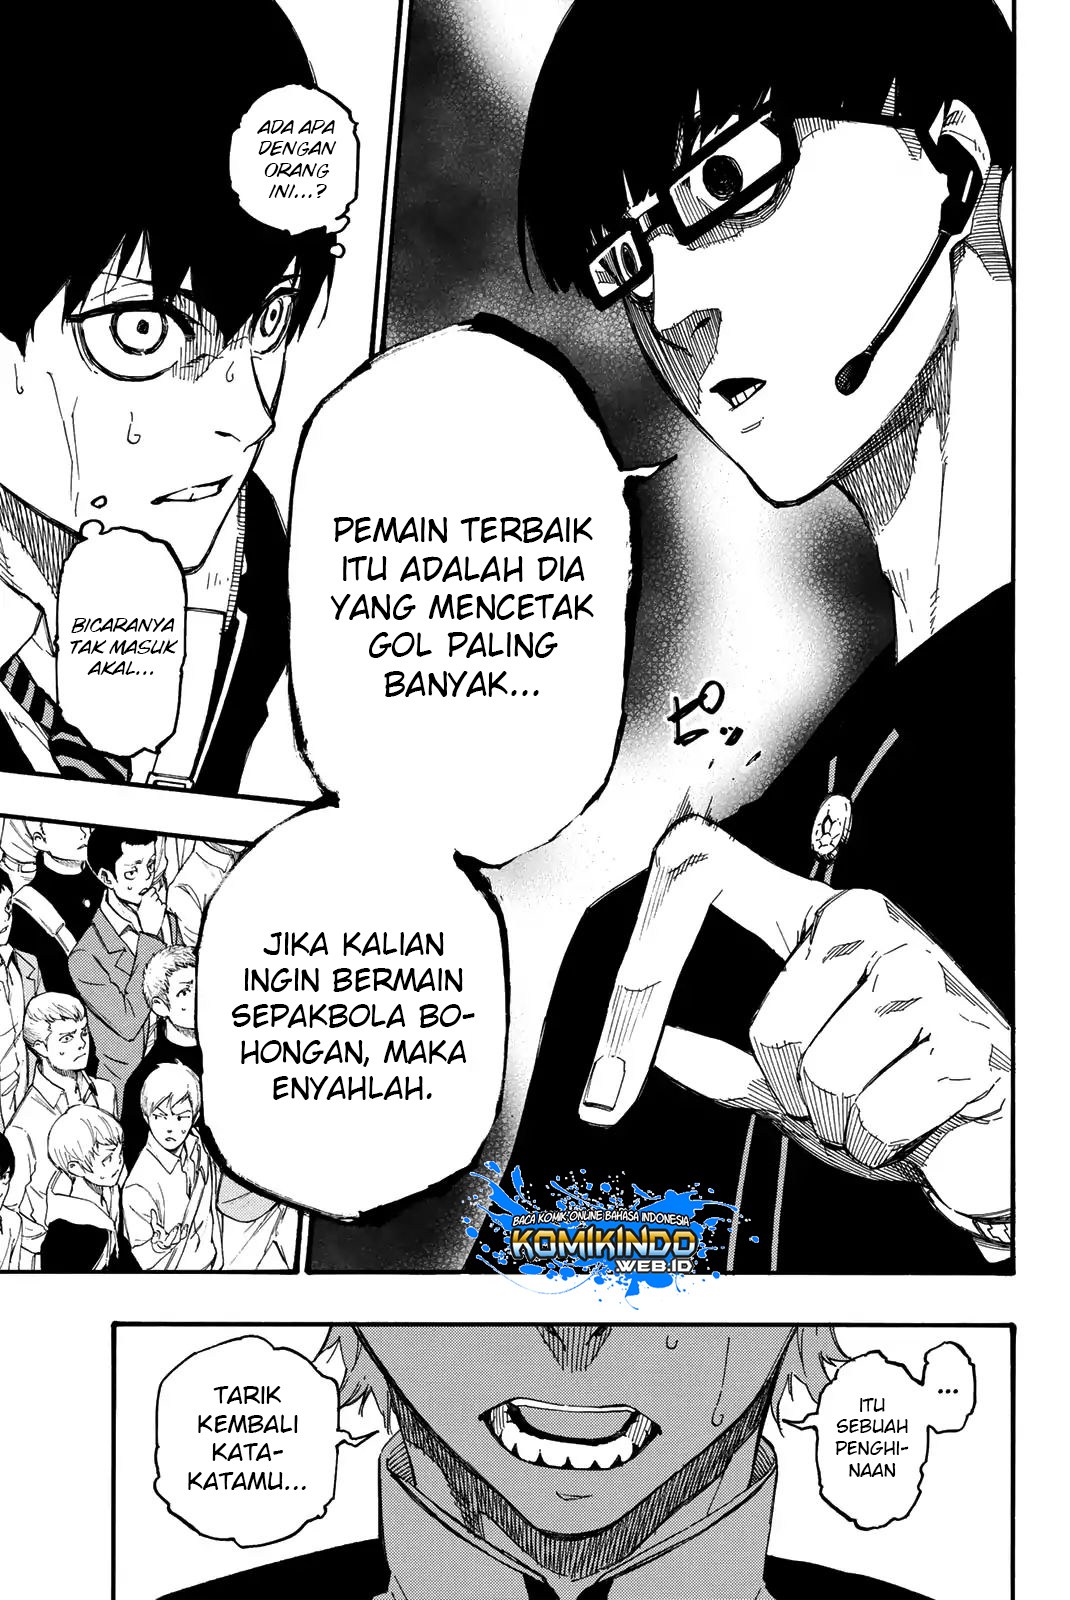 PEMAIN TERBAIK
ITU ADALAH DIA
YANG MENCETAK
GOL PALING
BANYAK...
ピッ
JIKA KALIAN
INGIN BERMAIN
SEPAKBOLA BO-
HONGAN, MAKA
ENYAHLAH.
ADA APA
DENGAN
ORANG
INI...?
BICARANYA
TAK MASUK
AKAL...
BACA KOMIK ONLINE BAHASA INDONESIA
KOMIKINDO
WEB.ID
...
ITU
SEBUAH
PENGHI-
NAAN
TARIK
KEMBALI
KATA-
KATAMU...